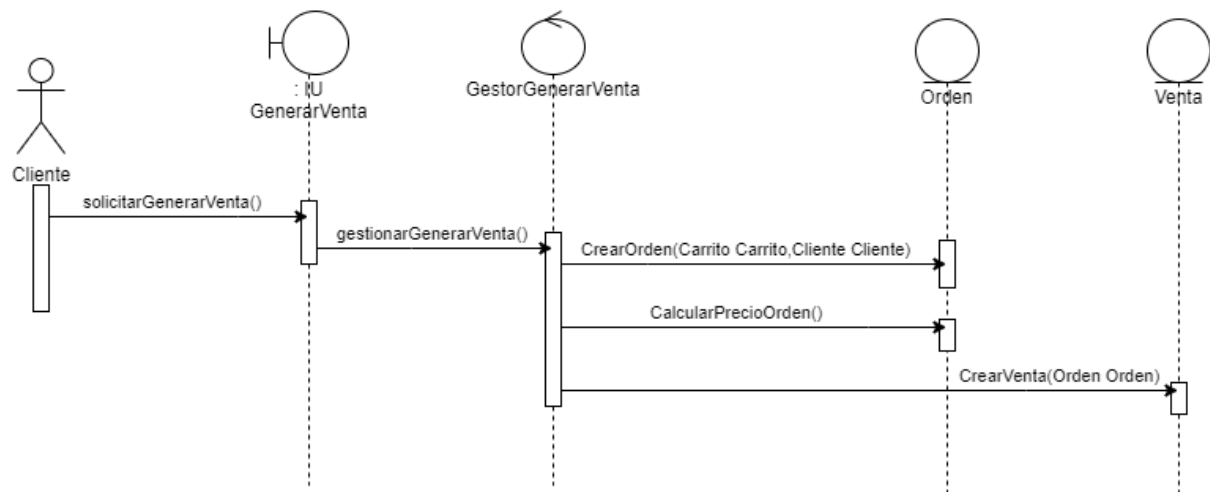 : IU
GenerarVenta
GestorGenerarVenta
Orden
Venta
Cliente
solicitarGenerarVenta()
gestionarGenerarVenta()
CrearOrden(Carrito Carrito,Cliente Cliente)
CalcularPrecioOrden()
CrearVenta(Orden Orden)